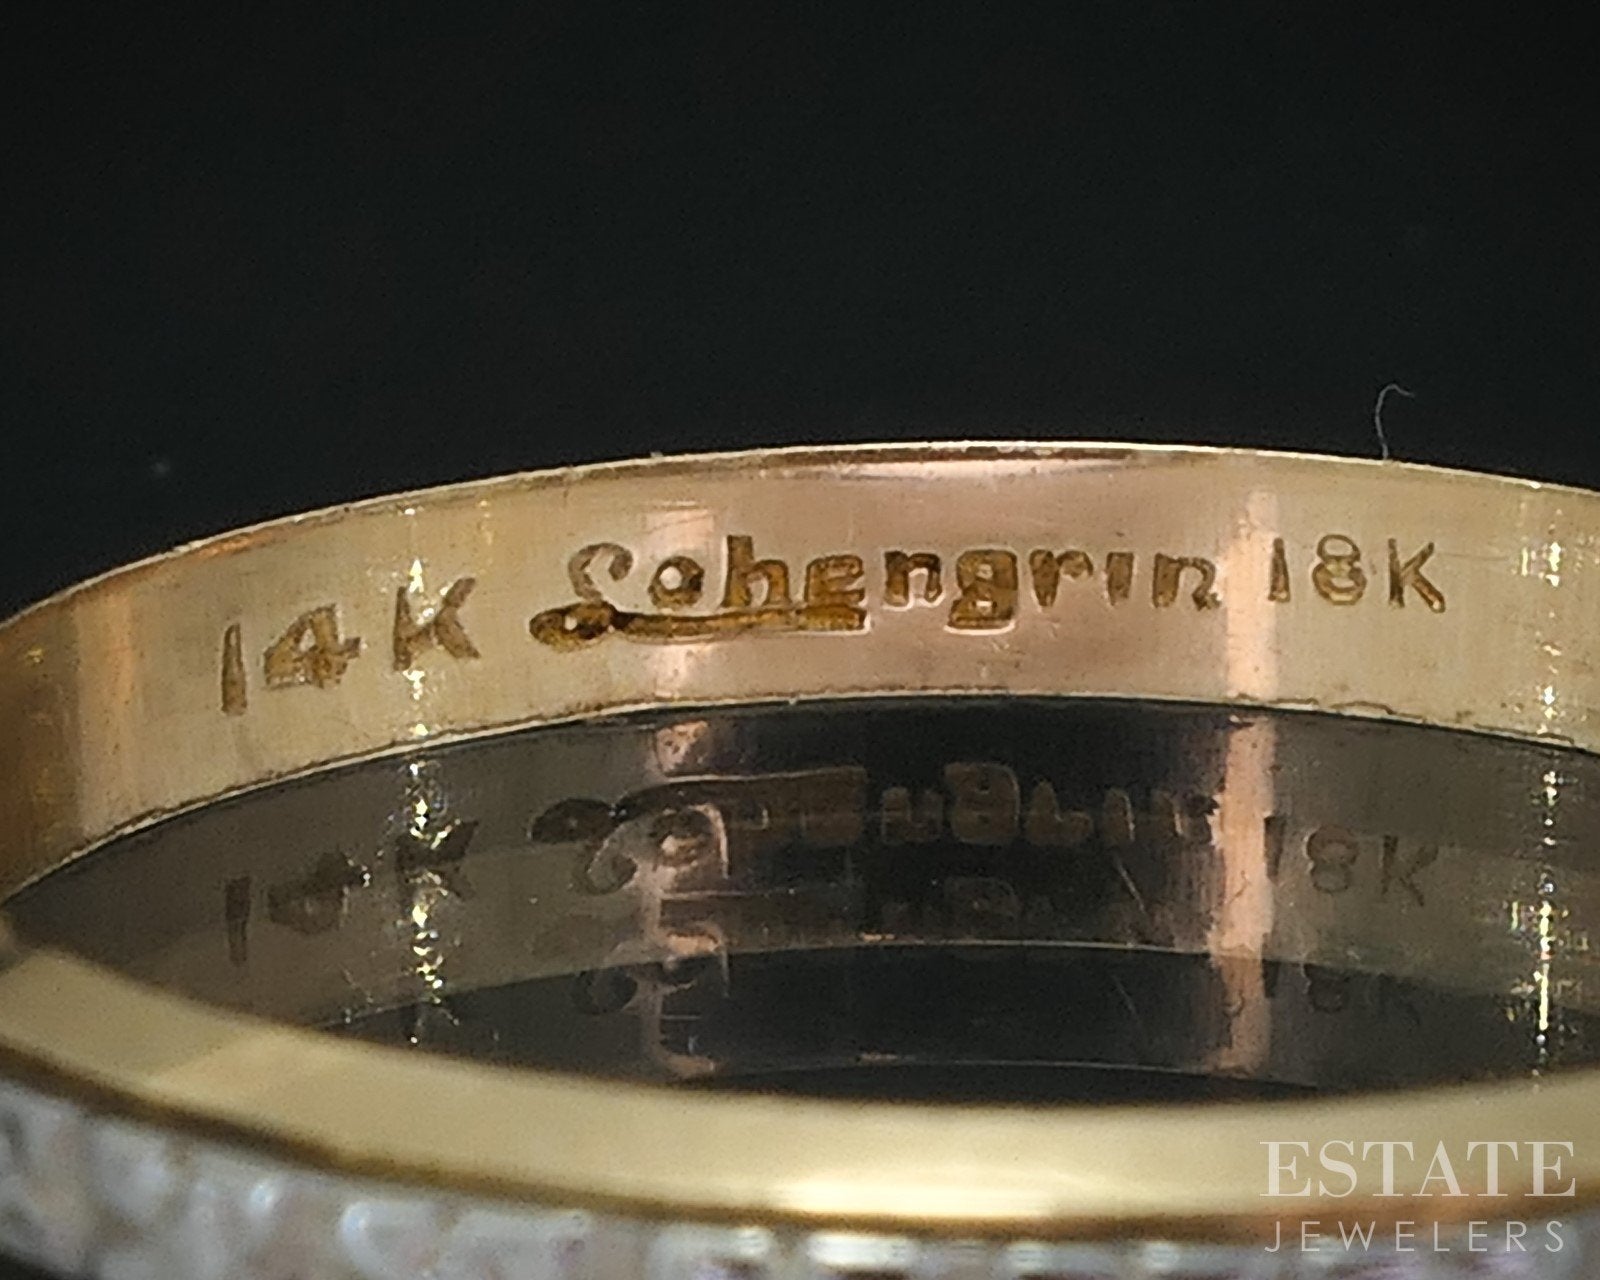 14K Lohengrin 18K
ESTATE
JEWELERS